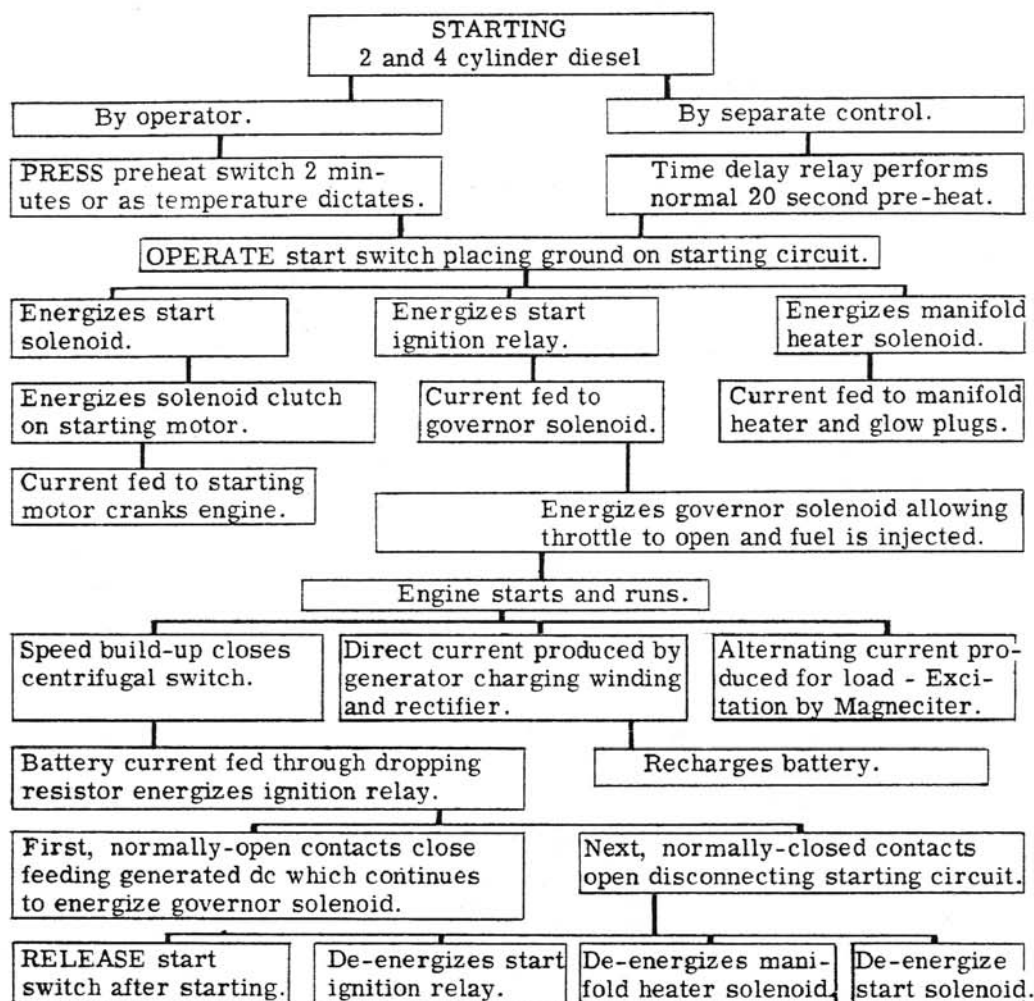 STARTING
2 and 4 cylinder diesel
By operator.
By separate control.
PRESS preheat switch 2 min-
utes or as temperature dictates.
Time delay relay performs
normal 20 second pre-heat.
OPERATE start switch placing ground on starting circuit.
Energizes start
solenoid.
Energizes start
ignition relay.
Energizes manifold
heater solenoid.
Energizes solenoid clutch
on starting motor.
Current fed to
governor solenoid.
Current fed to manifold
heater and glow plugs.
Current fed to starting
motor cranks engine.
Energizes governor solenoid allowing
throttle to open and fuel is injected.
Engine starts and runs.
Speed build-up closes
centrifugal switch.
Direct current produced by
generator charging winding
and rectifier.
Alternating current pro-
duced for load - Exci-
tation by Magneciter.
Battery current fed through dropping
resistor energizes ignition relay.
Recharges battery.
First, normally-open contacts close
feeding generated dc which continues
to energize governor solenoid.
Next, normally-closed contacts
open disconnecting starting circuit.
RELEASE start
switch after starting.
De-energizes start
ignition relay.
De-energizes mani-
fold heater solenoid.
De-energize
start solenoid.